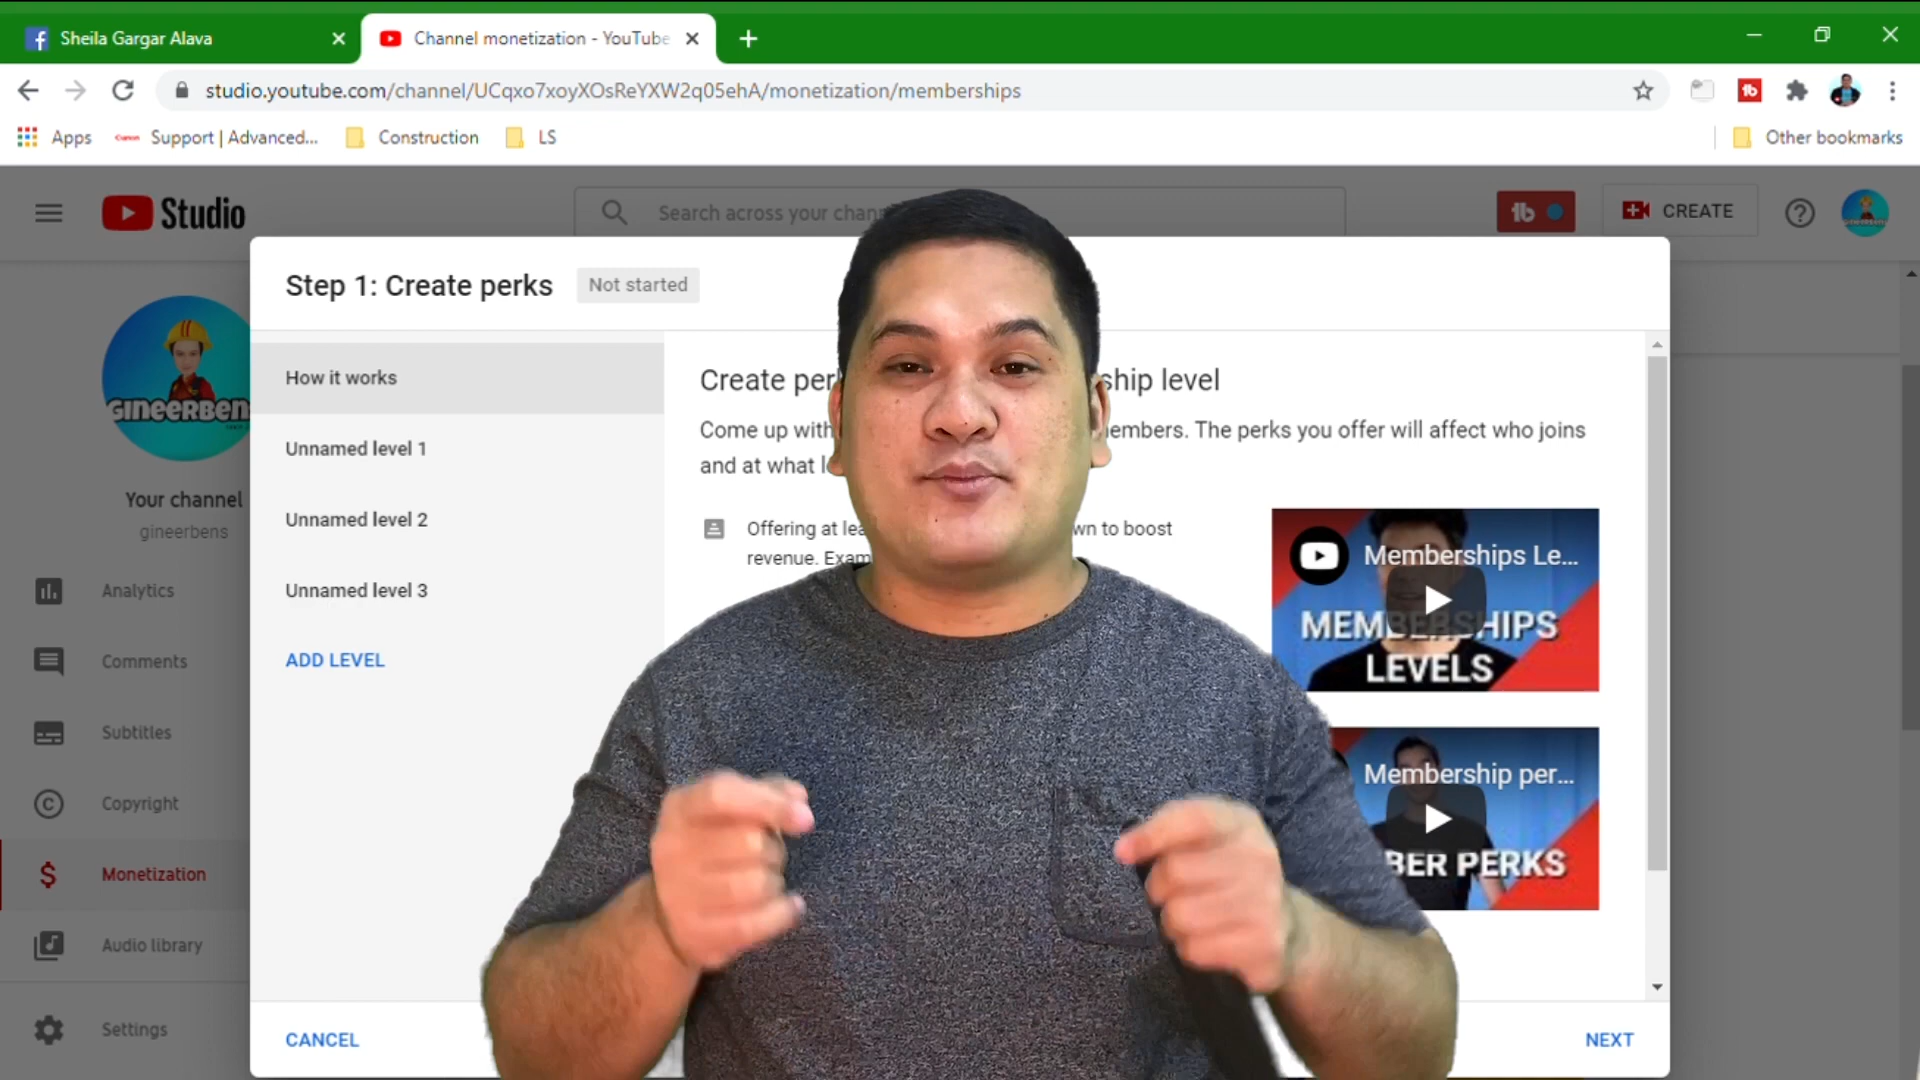 Sheila Gargar Alava
Channel monetization - YouTube
studio.youtube.com/channel/UCqxo7xoyXOsReYXW2q05ehA/monetization/memberships
Apps
Canon
Support | Advanced...
Construction
LS
Other bookmarks
Studio
Search across your chan
CREATE
Step 1: Create perks
Not started
GINEERBEN
Your channel
gineerbens
Analytics
Comments
Subtitles
Copyright
Monetization
Audio library
Settings
How it works
Unnamed level 1
Unnamed level 2
Unnamed level 3
ADD LEVEL
Create per ship level
Come up with embers. The perks you offer will affect who joins
and at what l
Offering at lea wn to boost
revenue. Exam
Memberships Le...
MEMBERSHIPS
LEVELS
Membership per...
BER PERKS
CANCEL
NEXT